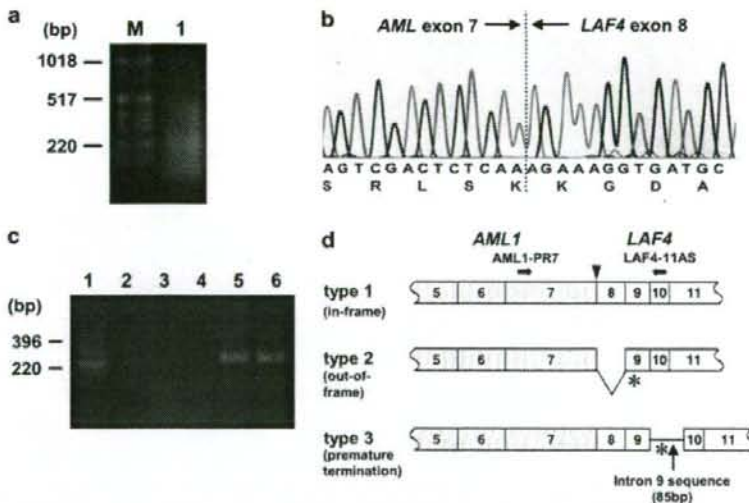 a
(bp) M 1
1018
517
220
b
AML exon 7 LAF4 exon 8
AGTCGACTCTCAAAGAAAGGTGATGC
S R L S K K G D A
c
1 2 3 4 5 6
(bp)
396
220
d
AML1 LAF4
AML1-PR7 LAF4-11AS
type 1 5 6 7 8 9 10 11
(in-frame)
type 2 5 6 7 9 10 11
(out-of-
frame)
*
type 3 5 6 7 8 9 10 11
(premature
termination)
*
Intron 9 sequence
(85bp)